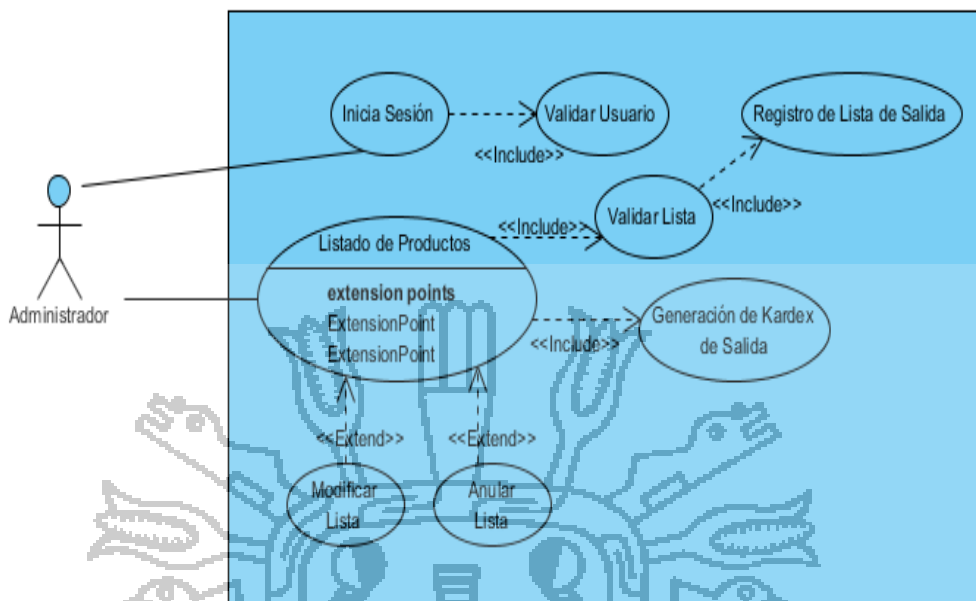 Inicia Sesión
Validar Usuario
<<Include>>
Registro de Lista de Salida
Validar Lista
<<Include>>
<<Include>>
Administrador
Listado de Productos
extension points
ExtensionPoint
ExtensionPoint
Generación de Kardex
de Salida
<<Include>>
<<Extend>>
<<Extend>>
Modificar
Lista
Anular
Lista